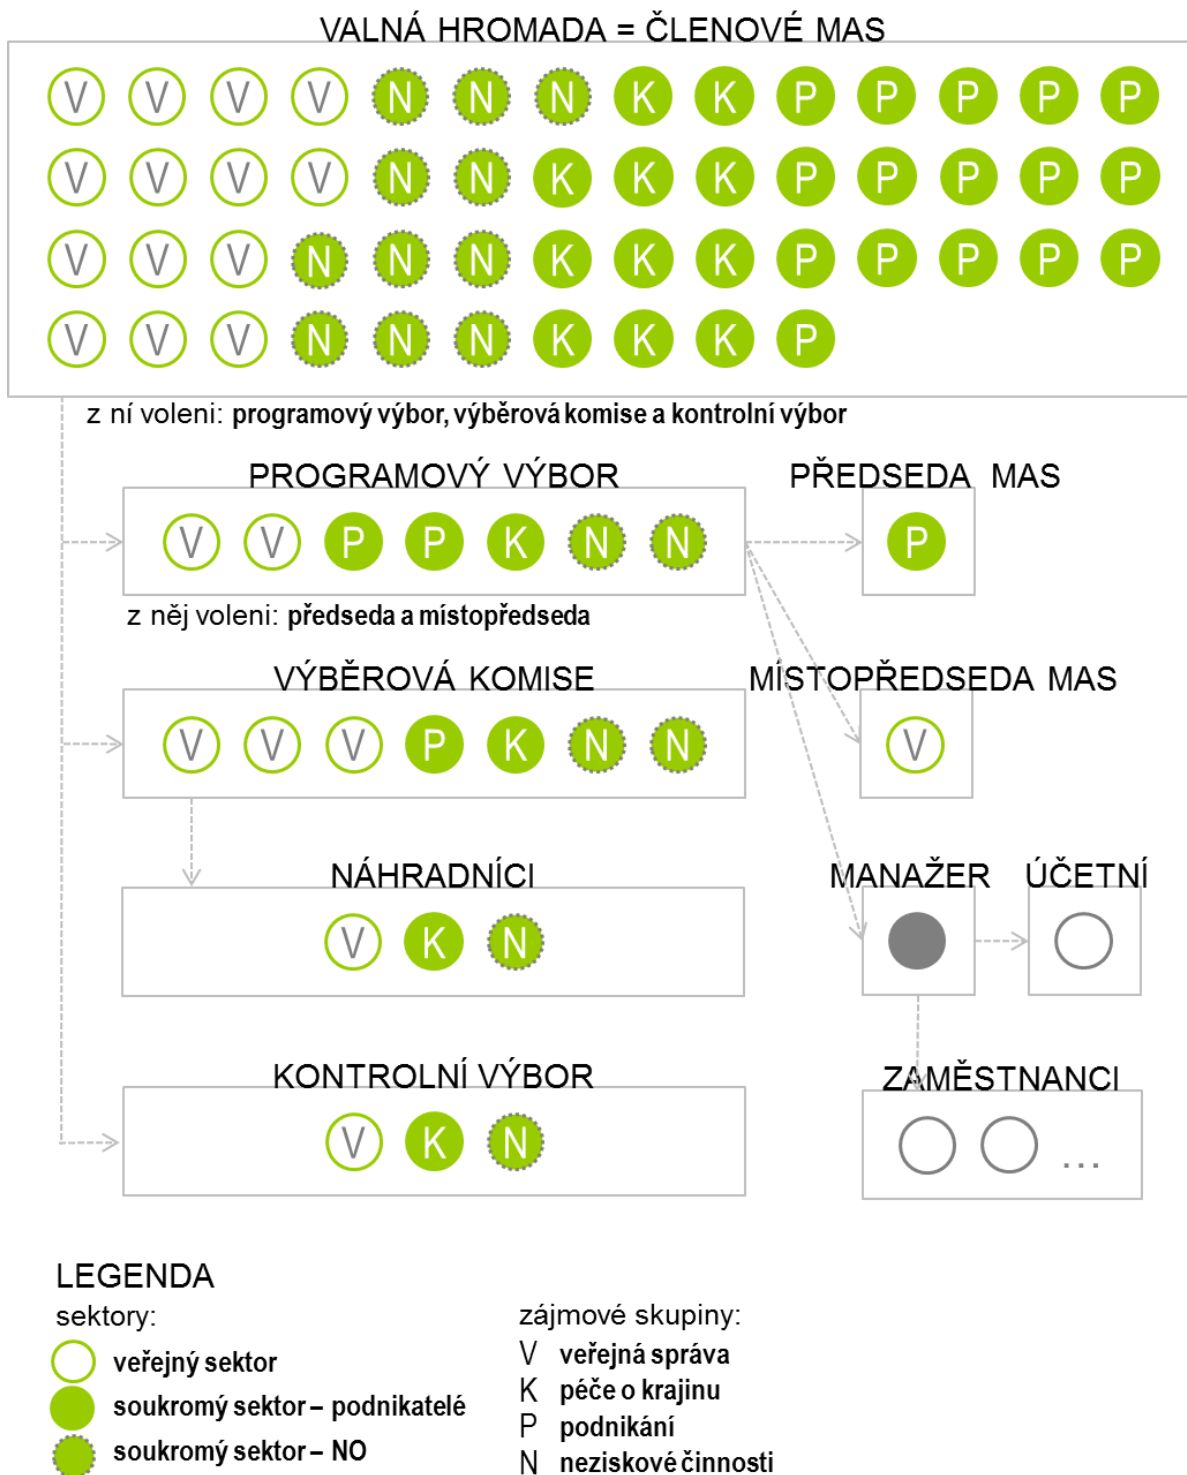 VALNÁ HROMADA = ČLENOVÉ MAS
V V V V N N N K K P P P P P
V V V V N N K K K P P P P P
V V V N N N K K K P P P P P
V V V N N N K K K P
z ní voleni: programový výbor, výběrová komise a kontrolní výbor
PROGRAMOVÝ VÝBOR PŘEDSEDA MAS
V V P P K N N P
z něj voleni: předseda a místopředseda
VÝBĚROVÁ KOMISE MÍSTOPŘEDSEDA MAS
V V V P K N N V
NÁHRADNÍCI MANAŽER ÚČETNÍ
V K N
KONTROLNÍ VÝBOR ZAMĚSTNANCI
V K N ...
LEGENDA
sektory: zájmové skupiny:
veřejný sektor V veřejná správa
soukromý sektor – podnikatelé K péče o krajinu
P podnikání
soukromý sektor – NO N neziskové činnosti